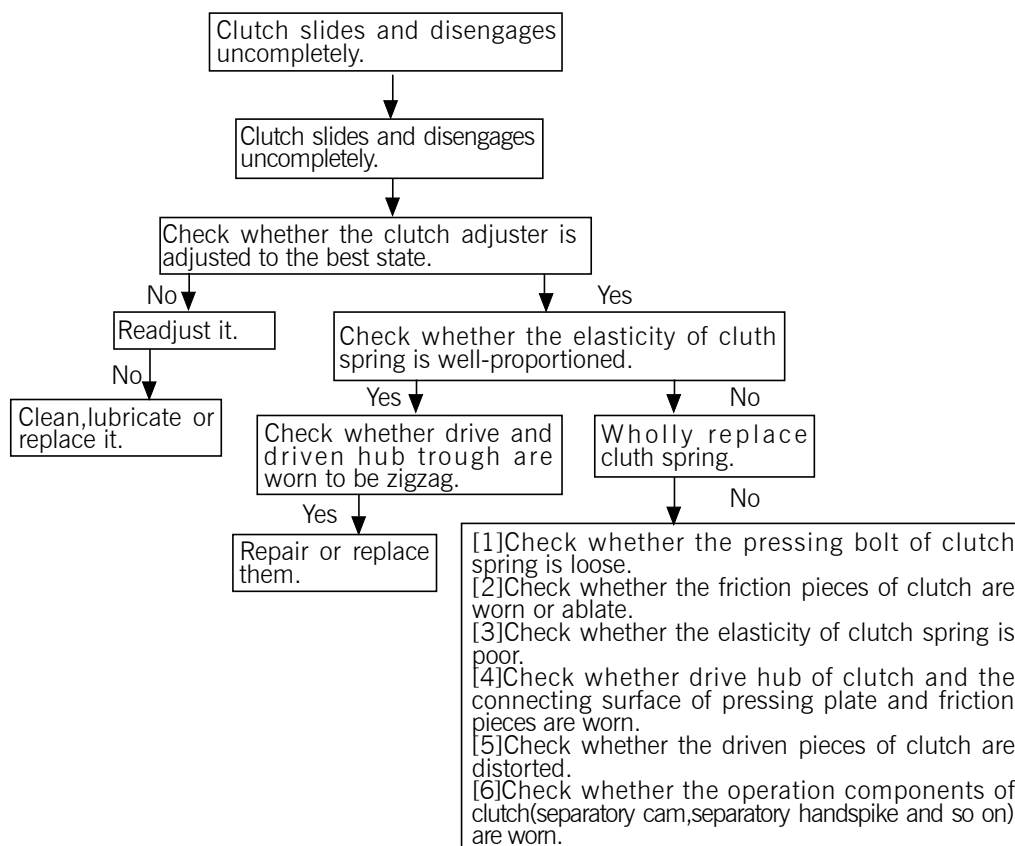 Clutch slides and disengages
uncompletely.
Clutch slides and disengages
uncompletely.
Check whether the clutch adjuster is
adjusted to the best state.
No
Yes
Readjust it.
Check whether the elasticity of cluth
spring is well-proportioned.
No
Yes
No
Clean,lubricate or
replace it.
Check whether drive and
driven hub trough are
worn to be zigzag.
Wholly replace
cluth spring.
Yes
No
Repair or replace
them.
[1]Check whether the pressing bolt of clutch
spring is loose.
[2]Check whether the friction pieces of clutch are
worn or ablate.
[3]Check whether the elasticity of clutch spring is
poor.
[4]Check whether drive hub of clutch and the
connecting surface of pressing plate and friction
pieces are worn.
[5]Check whether the driven pieces of clutch are
distorted.
[6]Check whether the operation components of
clutch(separatory cam,separatory handspike and so on)
are worn.